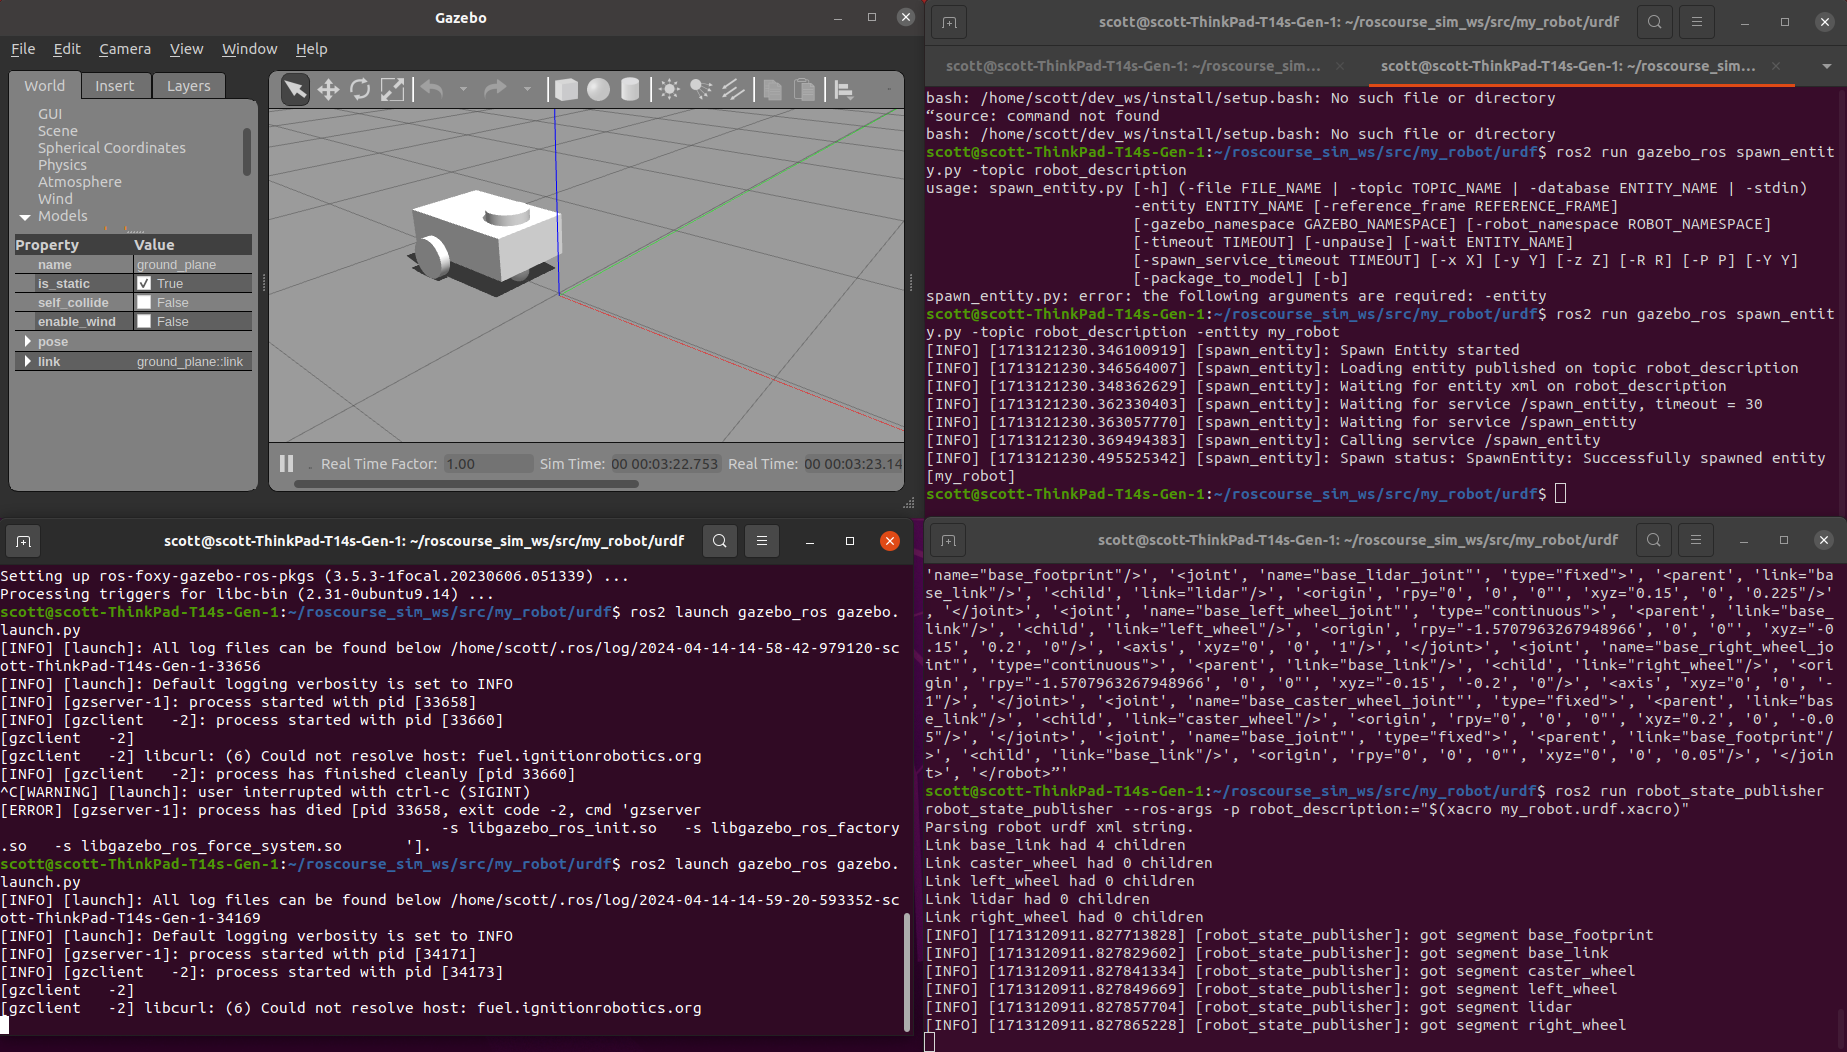 Gazebo
File Edit Camera View Window Help
World Insert Layers
GUI
Scene
Spherical Coordinates
Physics
Atmosphere
Wind
Models
Property Value
name ground_plane
is_static True
self_collide False
enable_wind False
pose
link ground_plane::link
Real Time Factor: 1.00 Sim Time: 00 00:03:22.753 Real Time: 00 00:03:23.14
scott@scott-ThinkPad-T14s-Gen-1: ~/roscourse_sim_ws/src/my_robot/urdf
scott@scott-ThinkPad-T14s-Gen-1: ~/roscourse_sim... scott@scott-ThinkPad-T14s-Gen-1: ~/roscourse_sim...
bash: /home/scott/dev_ws/install/setup.bash: No such file or directory
“source: command not found
bash: /home/scott/dev_ws/install/setup.bash: No such file or directory
scott@scott-ThinkPad-T14s-Gen-1:~/roscourse_sim_ws/src/my_robot/urdf$ ros2 run gazebo_ros spawn_entit
y.py -topic robot_description
usage: spawn_entity.py [-h] (-file FILE_NAME | -topic TOPIC_NAME | -database ENTITY_NAME | -stdin)
-entity ENTITY_NAME [-reference_frame REFERENCE_FRAME]
[-gazebo_namespace GAZEBO_NAMESPACE] [-robot_namespace ROBOT_NAMESPACE]
[-timeout TIMEOUT] [-unpause] [-wait ENTITY_NAME]
[-spawn_service_timeout TIMEOUT] [-x X] [-y Y] [-z Z] [-R R] [-P P] [-Y Y]
[-package_to_model] [-b]
spawn_entity.py: error: the following arguments are required: -entity
scott@scott-ThinkPad-T14s-Gen-1:~/roscourse_sim_ws/src/my_robot/urdf$ ros2 run gazebo_ros spawn_entit
y.py -topic robot_description -entity my_robot
[INFO] [1713121230.346100919] [spawn_entity]: Spawn Entity started
[INFO] [1713121230.346564007] [spawn_entity]: Loading entity published on topic robot_description
[INFO] [1713121230.348362629] [spawn_entity]: Waiting for entity xml on robot_description
[INFO] [1713121230.362330403] [spawn_entity]: Waiting for service /spawn_entity, timeout = 30
[INFO] [1713121230.363057770] [spawn_entity]: Waiting for service /spawn_entity
[INFO] [1713121230.369494383] [spawn_entity]: Calling service /spawn_entity
[INFO] [1713121230.495525342] [spawn_entity]: Spawn status: SpawnEntity: Successfully spawned entity
[my_robot]
scott@scott-ThinkPad-T14s-Gen-1:~/roscourse_sim_ws/src/my_robot/urdf$
scott@scott-ThinkPad-T14s-Gen-1: ~/roscourse_sim_ws/src/my_robot/urdf
Setting up ros-foxy-gazebo-ros-pkgs (3.5.3-1focal.20230606.051339) ...
Processing triggers for libc-bin (2.31-0ubuntu9.14) ...
scott@scott-ThinkPad-T14s-Gen-1:~/roscourse_sim_ws/src/my_robot/urdf$ ros2 launch gazebo_ros gazebo.
launch.py
[INFO] [launch]: All log files can be found below /home/scott/.ros/log/2024-04-14-14-58-42-979120-sc
ott-ThinkPad-T14s-Gen-1-33656
[INFO] [launch]: Default logging verbosity is set to INFO
[INFO] [gzserver-1]: process started with pid [33658]
[INFO] [gzclient   -2]: process started with pid [33660]
[gzclient   -2]
[gzclient   -2] libcurl: (6) Could not resolve host: fuel.ignitionrobotics.org
[INFO] [gzclient   -2]: process has finished cleanly [pid 33660]
^C[WARNING] [launch]: user interrupted with ctrl-c (SIGINT)
[ERROR] [gzserver-1]: process has died [pid 33658, exit code -2, cmd 'gzserver
-s libgazebo_ros_init.so   -s libgazebo_ros_factory
.so   -s libgazebo_ros_force_system.so       '].
scott@scott-ThinkPad-T14s-Gen-1:~/roscourse_sim_ws/src/my_robot/urdf$ ros2 launch gazebo_ros gazebo.
launch.py
[INFO] [launch]: All log files can be found below /home/scott/.ros/log/2024-04-14-14-59-20-593352-sc
ott-ThinkPad-T14s-Gen-1-34169
[INFO] [launch]: Default logging verbosity is set to INFO
[INFO] [gzserver-1]: process started with pid [34171]
[INFO] [gzclient   -2]: process started with pid [34173]
[gzclient   -2]
[gzclient   -2] libcurl: (6) Could not resolve host: fuel.ignitionrobotics.org
scott@scott-ThinkPad-T14s-Gen-1: ~/roscourse_sim_ws/src/my_robot/urdf
'name="base_footprint"/>', '<joint', 'name="base_lidar_joint"', 'type="fixed">', '<parent', 'link="ba
se_link"/>', '<child', 'link="lidar"/>', '<origin', 'rpy="0', '0', '0"', 'xyz="0.15', '0', '0.225"/>'
, '</joint>', '<joint', 'name="base_left_wheel_joint"', 'type="continuous">', '<parent', 'link="base_
link"/>', '<child', 'link="left_wheel"/>', '<origin', 'rpy="-1.5707963267948966', '0', '0"', 'xyz="-0
.15', '0.2', '0"/>', '<axis', 'xyz="0', '0', '1"/>', '</joint>', '<joint', 'name="base_right_wheel_jo
int"', 'type="continuous">', '<parent', 'link="base_link"/>', '<child', 'link="right_wheel"/>', '<ori
gin', 'rpy="-1.5707963267948966', '0', '0"', 'xyz="-0.15', '-0.2', '0"/>', '<axis', 'xyz="0', '0', '-
1"/>', '</joint>', '<joint', 'name="base_caster_wheel_joint"', 'type="fixed">', '<parent', 'link="bas
e_link"/>', '<child', 'link="caster_wheel"/>', '<origin', 'rpy="0', '0', '0"', 'xyz="0.2', '0', '-0.0
5"/>', '</joint>', '<joint', 'name="base_joint"', 'type="fixed">', '<parent', 'link="base_footprint"/
>', '<child', 'link="base_link"/>', '<origin', 'rpy="0', '0', '0"', 'xyz="0', '0', '0.05"/>', '</join
t>', '</robot>”'
scott@scott-ThinkPad-T14s-Gen-1:~/roscourse_sim_ws/src/my_robot/urdf$ ros2 run robot_state_publisher
robot_state_publisher --ros-args -p robot_description:="$(xacro my_robot.urdf.xacro)"
Parsing robot urdf xml string.
Link base_link had 4 children
Link caster_wheel had 0 children
Link left_wheel had 0 children
Link lidar had 0 children
Link right_wheel had 0 children
[INFO] [1713120911.827713828] [robot_state_publisher]: got segment base_footprint
[INFO] [1713120911.827829602] [robot_state_publisher]: got segment base_link
[INFO] [1713120911.827841334] [robot_state_publisher]: got segment caster_wheel
[INFO] [1713120911.827849669] [robot_state_publisher]: got segment left_wheel
[INFO] [1713120911.827857704] [robot_state_publisher]: got segment lidar
[INFO] [1713120911.827865228] [robot_state_publisher]: got segment right_wheel